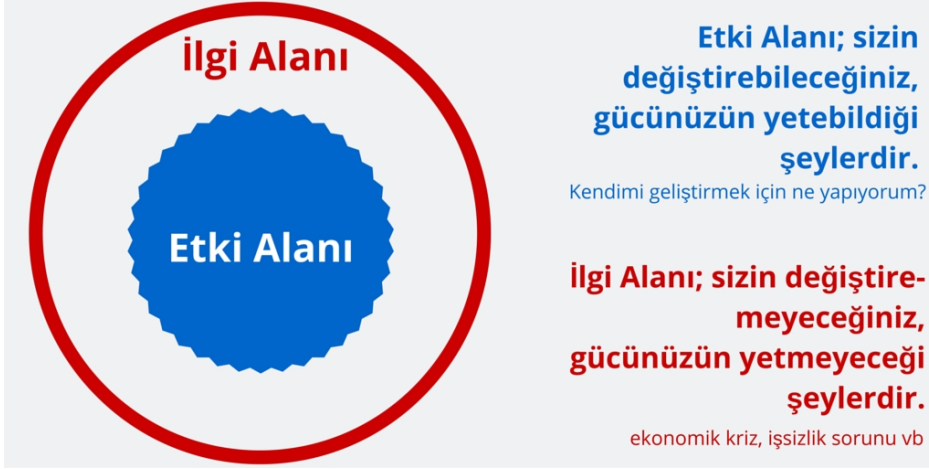 İlgi Alanı
Etki Alanı
Etki Alanı; sizin
değiştirebileceğiniz,
gücünüzün yetebildiği
şeylerdir.
Kendimi geliştirmek için ne yapıyorum?
İlgi Alanı; sizin değiştire-
meyeceğiniz,
gücünüzün yetmeyeceği
şeylerdir.
ekonomik kriz, işsizlik sorunu vb